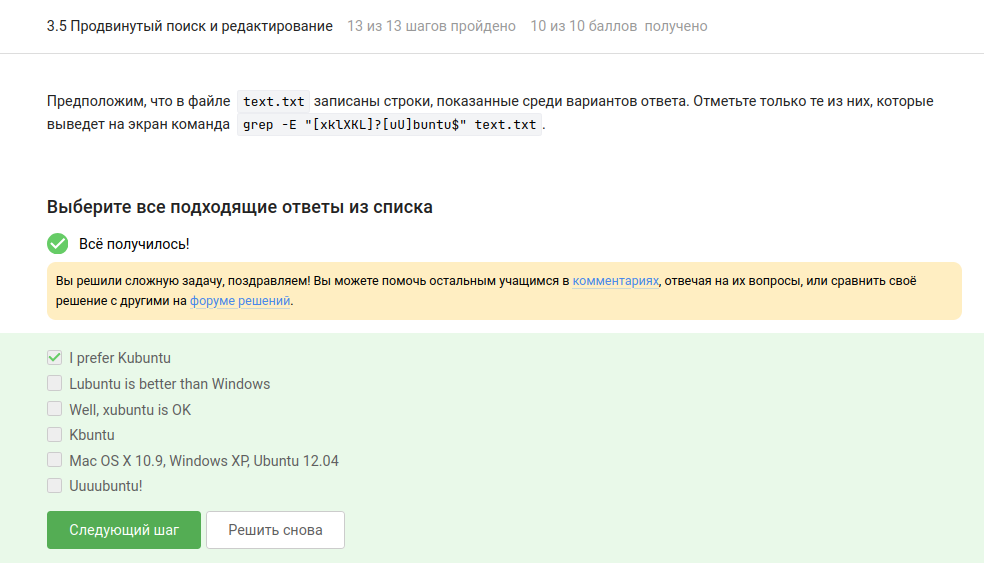 3.5 Продвинутый поиск и редактирование 13 из 13 шагов пройдено 10 из 10 баллов получено
Предположим, что в файле text.txt записаны строки, показанные среди вариантов ответа. Отметьте только те из них, которые
выведет на экран команда grep -E "[xklXKL]?[uU]buntu$" text.txt.
Выберите все подходящие ответы из списка
Всё получилось!
Вы решили сложную задачу, поздравляем! Вы можете помочь остальным учащимся в комментариях, отвечая на их вопросы, или сравнить своё
решение с другими на форуме решений.
I prefer Kubuntu
Lubuntu is better than Windows
Well, xubuntu is OK
Kbuntu
Mac OS X 10.9, Windows XP, Ubuntu 12.04
Uuuubuntu!
Следующий шаг Решить снова